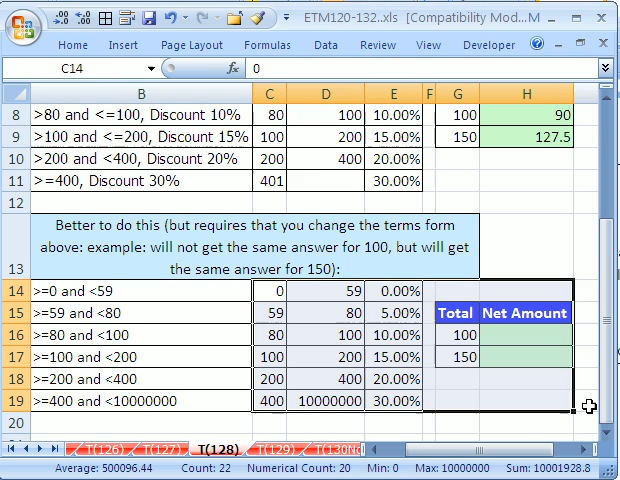 ETM120-132..xls [Compatibility Mod...M
Home Insert Page Layout Formulas Data Review View Developer
C14 fx 0
B C D E F G H
8 >80 and <=100, Discount 10% 80 100 10.00% 100 90
9 >100 and <=200, Discount 15% 100 200 15.00% 150 127.5
10 >200 and <400, Discount 20% 200 400 20.00%
11 >=400, Discount 30% 401 30.00%
12
13 Better to do this (but requires that you change the terms form
above: example: will not get the same answer for 100, but will get
the same answer for 150):
14 >=0 and <59 0 59 0.00%
15 >=59 and <80 59 80 5.00% Total Net Amount
16 >=80 and <100 80 100 10.00% 100
17 >=100 and <200 100 200 15.00% 150
18 >=200 and <400 200 400 20.00%
19 >=400 and <10000000 400 10000000 30.00%
20
T(126) T(127) T(128) T(129) T(130No
Average: 500096.44 Count: 22 Numerical Count: 20 Min: 0 Max: 10000000 Sum: 10001928.8